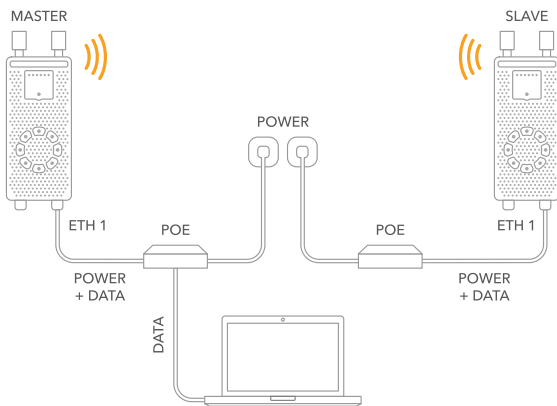 MASTER
SLAVE
POWER
ETH 1
POE
POE
ETH 1
POWER
+ DATA
POWER
+ DATA
DATA